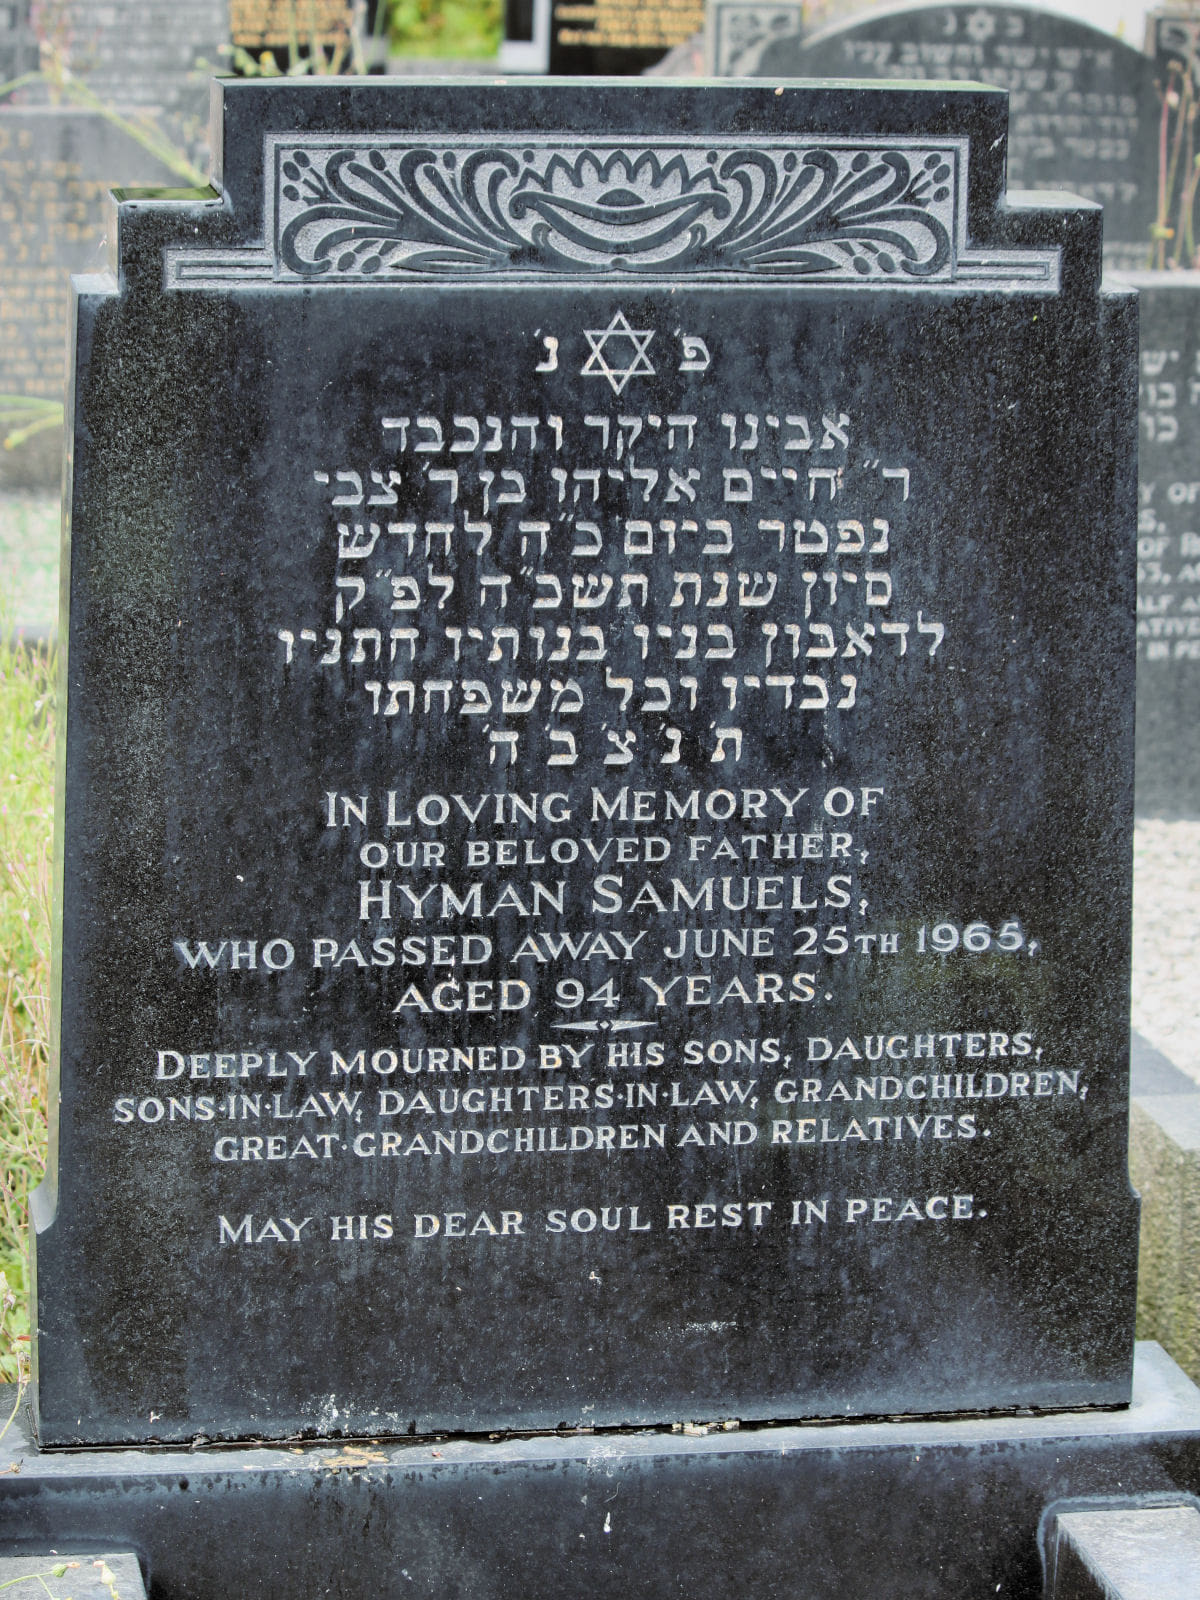 פ׳ נ׳
אבינו היקר והנכבד
ר״ חיים אליהו בן ר׳ צבי
נפטר ביום כ״ה לחדש
סיון שנת תשכ״ה לפ״ק
לדאבון בניו בנותיו חתניו
נכדיו וכל משפחתו
ת׳ נ׳ צ׳ ב׳ ה׳
IN LOVING MEMORY OF
OUR BELOVED FATHER,
HYMAN SAMUELS,
WHO PASSED AWAY JUNE 25TH 1965,
AGED 94 YEARS.
DEEPLY MOURNED BY HIS SONS, DAUGHTERS,
SONS·IN·LAW, DAUGHTERS·IN·LAW, GRANDCHILDREN,
GREAT·GRANDCHILDREN AND RELATIVES.
MAY HIS DEAR SOUL REST IN PEACE.